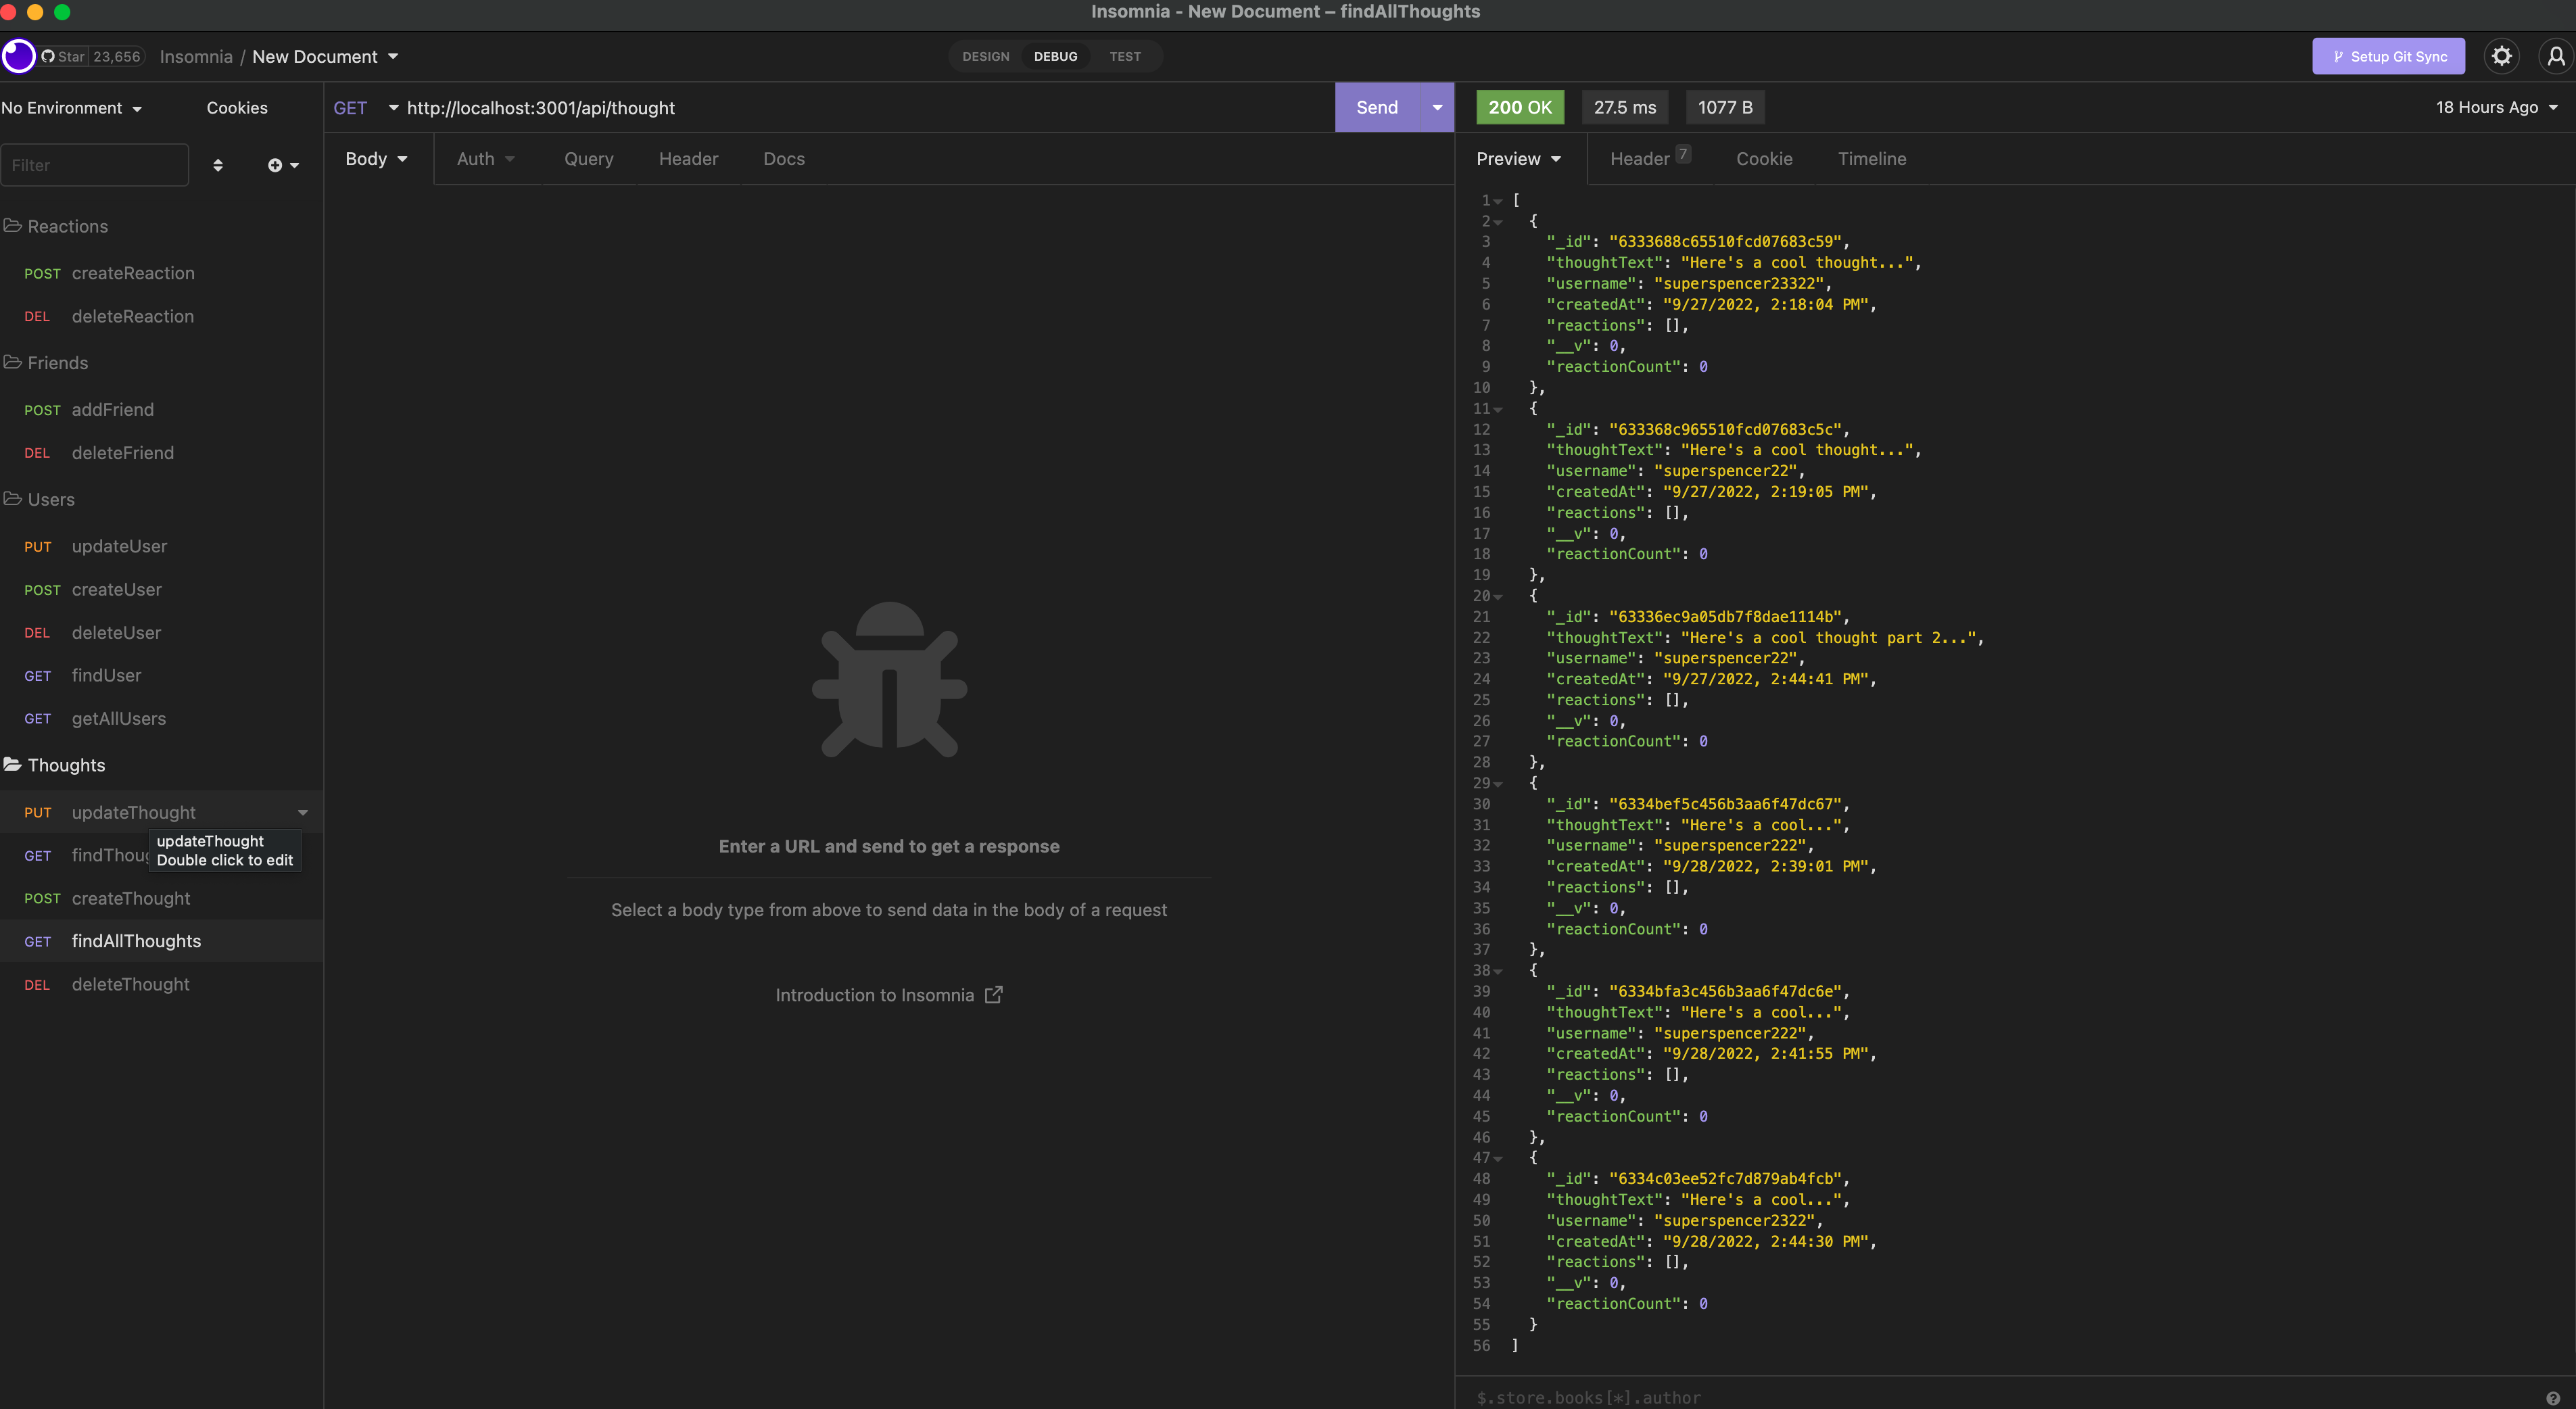 Insomnia - New Document – findAllThoughts
Star 23,656
Insomnia / New Document
DESIGN DEBUG TEST
Setup Git Sync
No Environment
Cookies
Filter
Reactions
POST createReaction
DEL deleteReaction
Friends
POST addFriend
DEL deleteFriend
Users
PUT updateUser
POST createUser
DEL deleteUser
GET findUser
GET getAllUsers
Thoughts
PUT updateThought
updateThought
Double click to edit
GET findThoug
POST createThought
GET findAllThoughts
DEL deleteThought
GET http://localhost:3001/api/thought
Send
Body Auth Query Header Docs
Enter a URL and send to get a response
Select a body type from above to send data in the body of a request
Introduction to Insomnia
200 OK 27.5 ms 1077 B
18 Hours Ago
Preview Header 7 Cookie Timeline
1 [
2 {
3 "_id": "6333688c65510fcd07683c59",
4 "thoughtText": "Here's a cool thought...",
5 "username": "superspencer23322",
6 "createdAt": "9/27/2022, 2:18:04 PM",
7 "reactions": [],
8 "__v": 0,
9 "reactionCount": 0
10 },
11 {
12 "_id": "633368c965510fcd07683c5c",
13 "thoughtText": "Here's a cool thought...",
14 "username": "superspencer22",
15 "createdAt": "9/27/2022, 2:19:05 PM",
16 "reactions": [],
17 "__v": 0,
18 "reactionCount": 0
19 },
20 {
21 "_id": "63336ec9a05db7f8dae1114b",
22 "thoughtText": "Here's a cool thought part 2...",
23 "username": "superspencer22",
24 "createdAt": "9/27/2022, 2:44:41 PM",
25 "reactions": [],
26 "__v": 0,
27 "reactionCount": 0
28 },
29 {
30 "_id": "6334bef5c456b3aa6f47dc67",
31 "thoughtText": "Here's a cool...",
32 "username": "superspencer222",
33 "createdAt": "9/28/2022, 2:39:01 PM",
34 "reactions": [],
35 "__v": 0,
36 "reactionCount": 0
37 },
38 {
39 "_id": "6334bfa3c456b3aa6f47dc6e",
40 "thoughtText": "Here's a cool...",
41 "username": "superspencer222",
42 "createdAt": "9/28/2022, 2:41:55 PM",
43 "reactions": [],
44 "__v": 0,
45 "reactionCount": 0
46 },
47 {
48 "_id": "6334c03ee52fc7d879ab4fcb",
49 "thoughtText": "Here's a cool...",
50 "username": "superspencer2322",
51 "createdAt": "9/28/2022, 2:44:30 PM",
52 "reactions": [],
53 "__v": 0,
54 "reactionCount": 0
55 }
56 ]
$.store.books[*].author